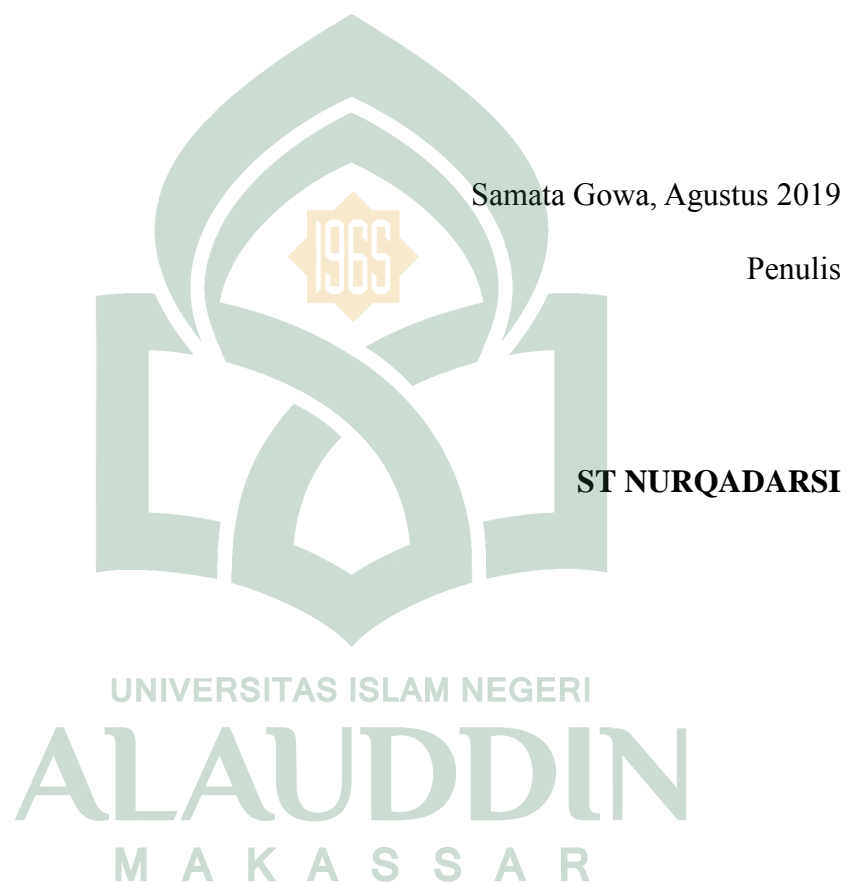 Samata Gowa, Agustus 2019
1965
Penulis
ST NURQADARSI
UNIVERSITAS ISLAM NEGERI
ALAUDDIN
MAKASSAR